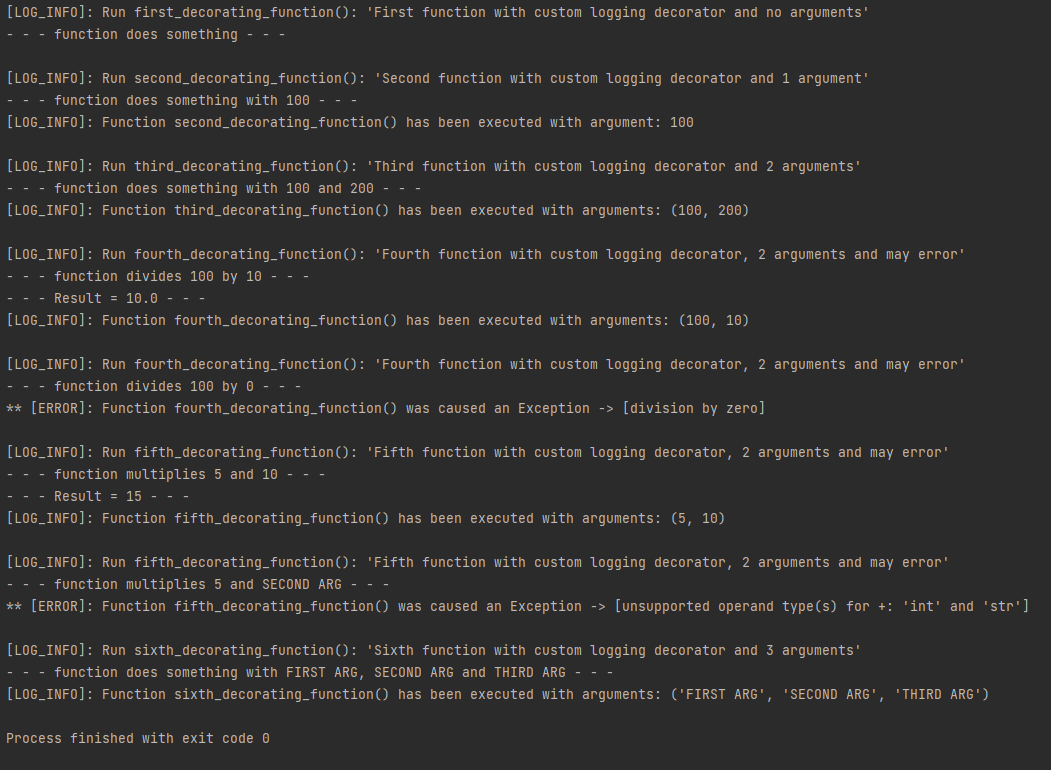 [LOG_INFO]: Run first_decorating_function(): 'First function with custom logging decorator and no arguments'
- - - function does something - - -
[LOG_INFO]: Run second_decorating_function(): 'Second function with custom logging decorator and 1 argument'
- - - function does something with 100 - - -
[LOG_INFO]: Function second_decorating_function() has been executed with argument: 100
[LOG_INFO]: Run third_decorating_function(): 'Third function with custom logging decorator and 2 arguments'
- - - function does something with 100 and 200 - - -
[LOG_INFO]: Function third_decorating_function() has been executed with arguments: (100, 200)
[LOG_INFO]: Run fourth_decorating_function(): 'Fourth function with custom logging decorator, 2 arguments and may error'
- - - function divides 100 by 10 - - -
- - - Result = 10.0 - - -
[LOG_INFO]: Function fourth_decorating_function() has been executed with arguments: (100, 10)
[LOG_INFO]: Run fourth_decorating_function(): 'Fourth function with custom logging decorator, 2 arguments and may error'
- - - function divides 100 by 0 - - -
** [ERROR]: Function fourth_decorating_function() was caused an Exception -> [division by zero]
[LOG_INFO]: Run fifth_decorating_function(): 'Fifth function with custom logging decorator, 2 arguments and may error'
- - - function multiplies 5 and 10 - - -
- - - Result = 15 - - -
[LOG_INFO]: Function fifth_decorating_function() has been executed with arguments: (5, 10)
[LOG_INFO]: Run fifth_decorating_function(): 'Fifth function with custom logging decorator, 2 arguments and may error'
- - - function multiplies 5 and SECOND ARG - - -
** [ERROR]: Function fifth_decorating_function() was caused an Exception -> [unsupported operand type(s) for +: 'int' and 'str']
[LOG_INFO]: Run sixth_decorating_function(): 'Sixth function with custom logging decorator and 3 arguments'
- - - function does something with FIRST ARG, SECOND ARG and THIRD ARG - - -
[LOG_INFO]: Function sixth_decorating_function() has been executed with arguments: ('FIRST ARG', 'SECOND ARG', 'THIRD ARG')
Process finished with exit code 0